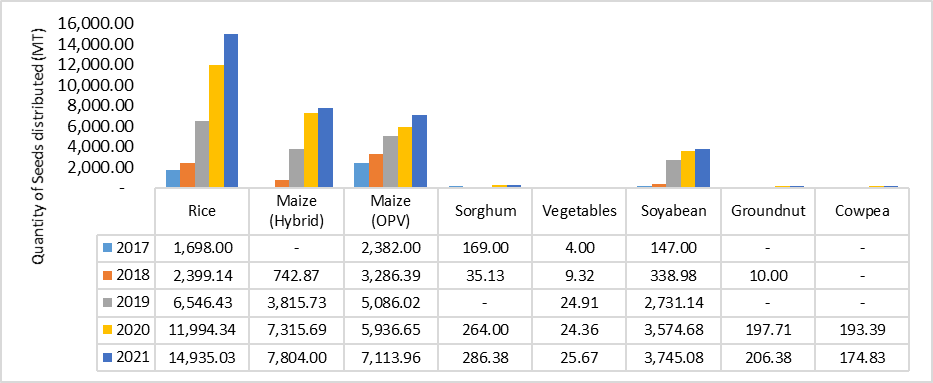 Quantity of Seeds distributed (MT)
16,000.00
14,000.00
12,000.00
10,000.00
8,000.00
6,000.00
4,000.00
2,000.00
-
Rice Maize (Hybrid) Maize (OPV) Sorghum Vegetables Soyabean Groundnut Cowpea
2017 1,698.00 - 2,382.00 169.00 4.00 147.00 - -
2018 2,399.14 742.87 3,286.39 35.13 9.32 338.98 10.00 -
2019 6,546.43 3,815.73 5,086.02 - 24.91 2,731.14 - -
2020 11,994.34 7,315.69 5,936.65 264.00 24.36 3,574.68 197.71 193.39
2021 14,935.03 7,804.00 7,113.96 286.38 25.67 3,745.08 206.38 174.83